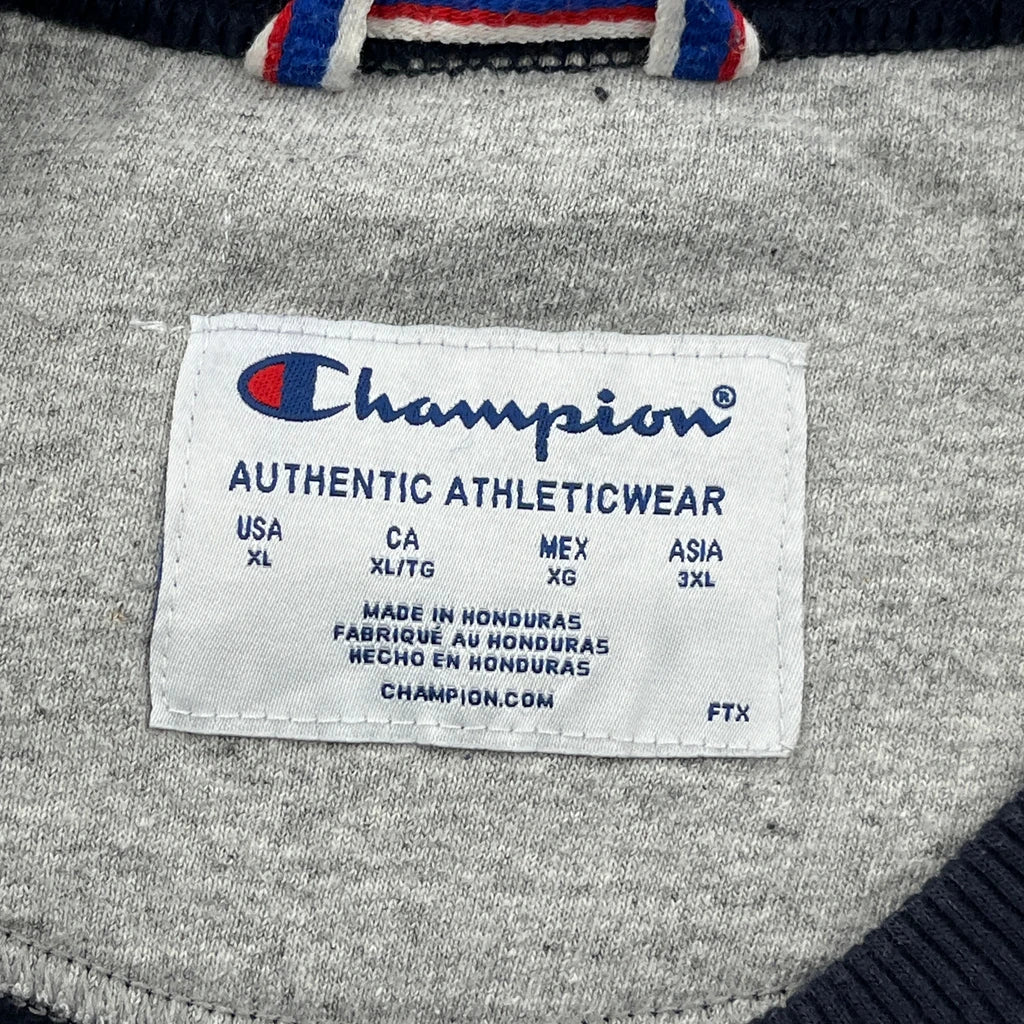 Champion®
AUTHENTIC ATHLETICWEAR
USA CA MEX ASIA
XL XL/TG XG 3XL
MADE IN HONDURAS
FABRIQUÉ AU HONDURAS
HECHO EN HONDURAS
CHAMPION.COM
FTX